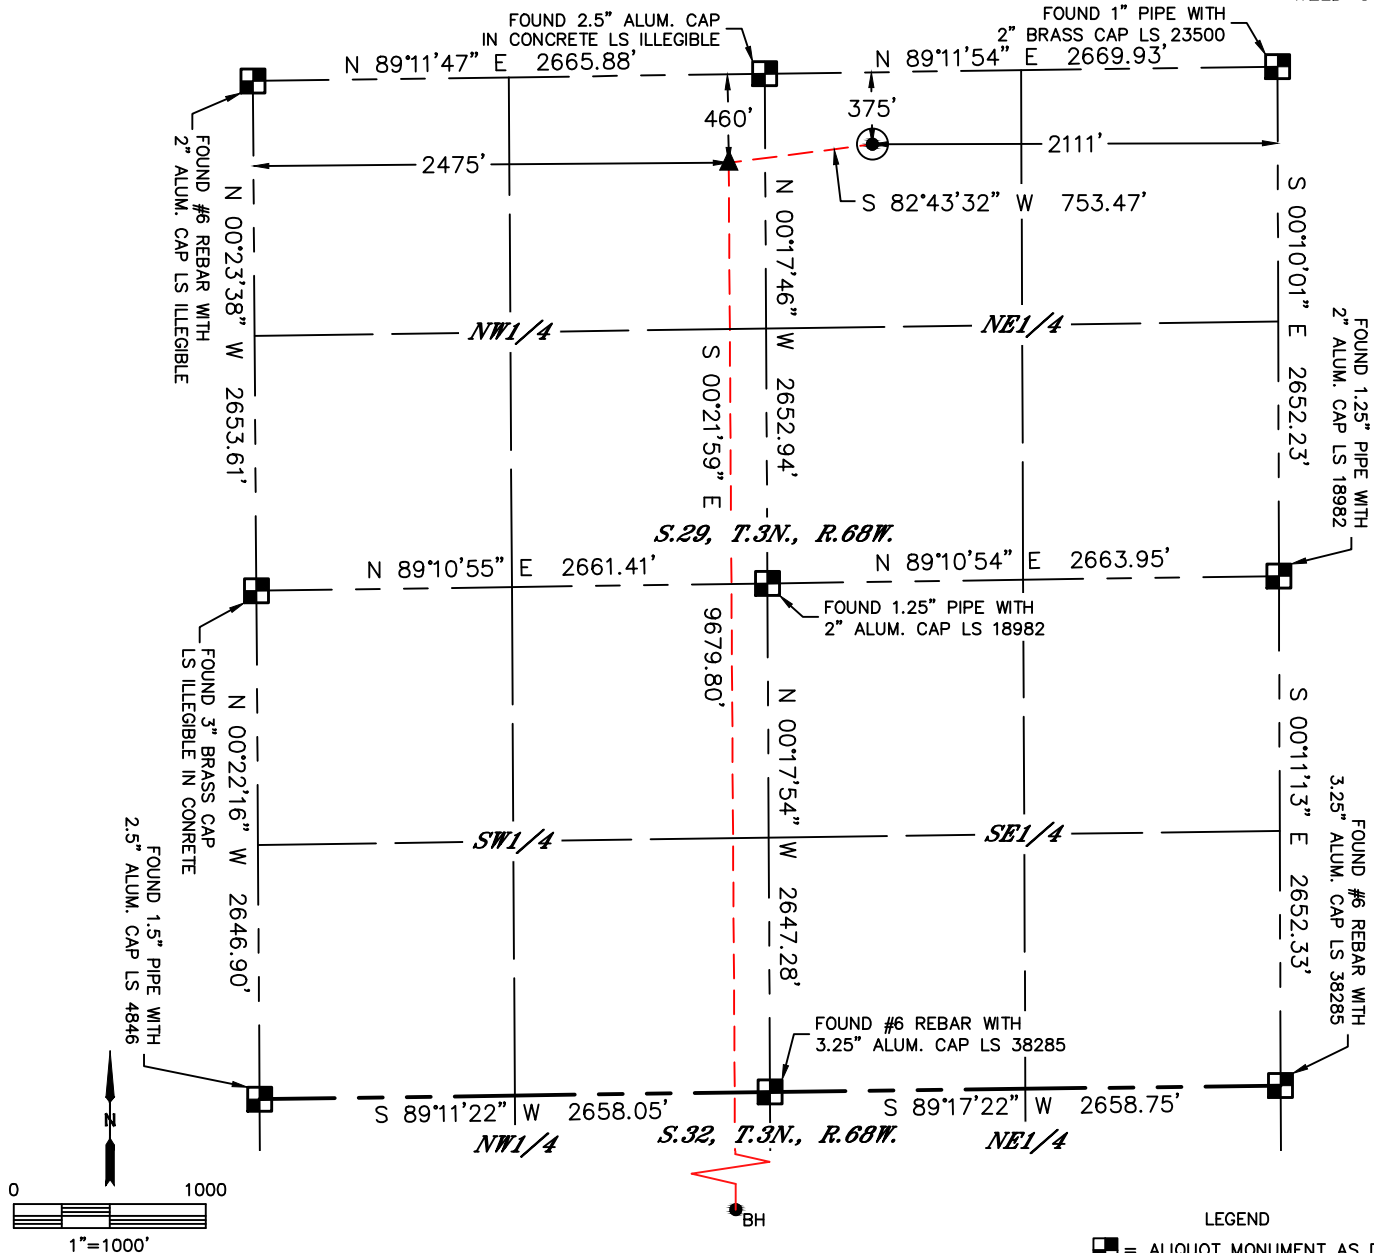 FOUND 2.5" ALUM. CAP
IN CONCRETE LS ILLEGIBLE
FOUND 1" PIPE WITH
2" BRASS CAP LS 23500
N 89°11'47" E 2665.88'
N 89°11'54" E 2669.93'
460'
375'
2475'
2111'
S 82°43'32" W 753.47'
FOUND #6 REBAR WITH
2" ALUM. CAP LS ILLEGIBLE
N 00°23'38" W 2653.61'
N 00°17'46" W 2652.94'
S 00°10'01" E 2652.23'
FOUND 1.25" PIPE WITH
2" ALUM. CAP LS 18982
NW1/4
NE1/4
S 00°21'59" E 9679.80'
S.29, T.3N., R.68W.
N 89°10'55" E 2661.41'
N 89°10'54" E 2663.95'
FOUND 1.25" PIPE WITH
2" ALUM. CAP LS 18982
FOUND 3" BRASS CAP
LS ILLEGIBLE IN CONRETE
N 00°22'16" W 2646.90'
N 00°17'54" W 2647.28'
S 00°11'13" E 2652.33'
FOUND #6 REBAR WITH
3.25" ALUM. CAP LS 38285
SW1/4
SE1/4
FOUND 1.5" PIPE WITH
2.5" ALUM. CAP LS 4846
FOUND #6 REBAR WITH
3.25" ALUM. CAP LS 38285
S 89°11'22" W 2658.05'
S 89°17'22" W 2658.75'
NW1/4
S.32, T.3N., R.68W.
NE1/4
N
0 1000
1"=1000'
BH
LEGEND
= ALIQUOT MONUMENT AS